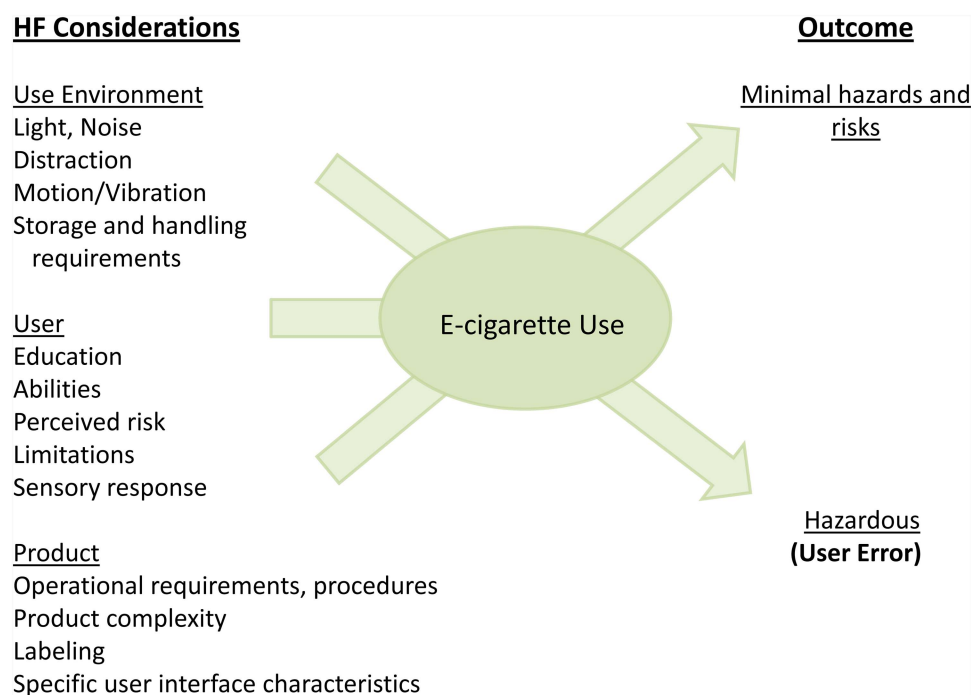 HF Considerations
Use Environment
Light, Noise
Distraction
Motion/Vibration
Storage and handling
requirements
User
Education
Abilities
Perceived risk
Limitations
Sensory response
Product
Operational requirements, procedures
Product complexity
Labeling
Specific user interface characteristics
E-cigarette Use
Outcome
Minimal hazards and
risks
Hazardous
(User Error)